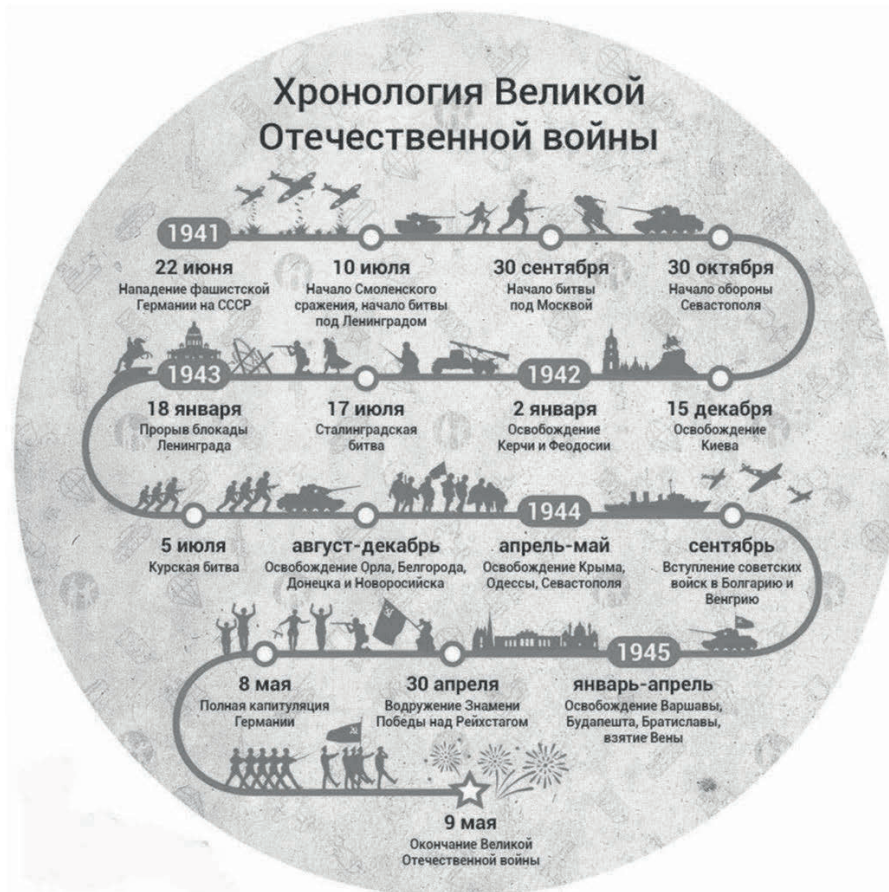 Хронология Великой
Отечественной войны
1941
22 июня
Нападение фашистской
Германии на СССР
10 июля
Начало Смоленского
сражения, начало битвы
под Ленинградом
30 сентября
Начало битвы
под Москвой
30 октября
Начало обороны
Севастополя
15 декабря
Освобождение
Киева
1942
2 января
Освобождение
Керчи и Феодосии
17 июля
Сталинградская
битва
1943
18 января
Прорыв блокады
Ленинграда
5 июля
Курская битва
август-декабрь
Освобождение Орла, Белгорода,
Донецка и Новоросийска
1944
апрель-май
Освобождение Крыма,
Одессы, Севастополя
сентябрь
Вступление советских
войск в Болгарию и
Венгрию
1945
январь-апрель
Освобождение Варшавы,
Будапешта, Братиславы,
взятие Вены
30 апреля
Водружение Знамени
Победы над Рейхстагом
8 мая
Полная капитуляция
Германии
9 мая
Окончание Великой
Отечественной войны